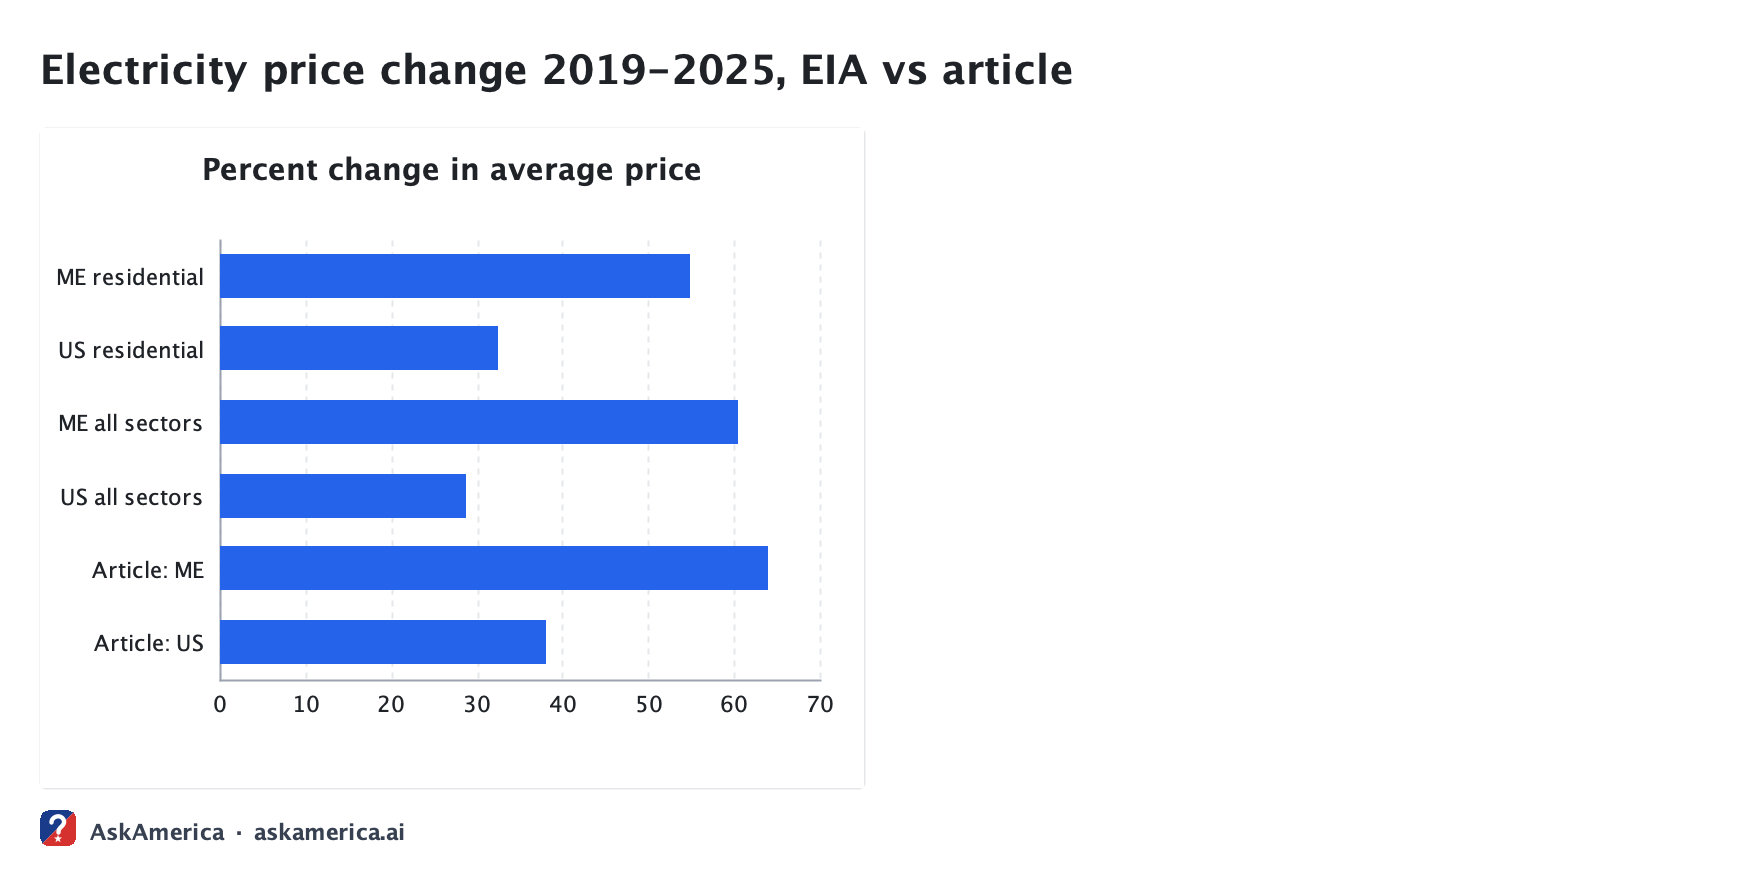 Electricity price change 2019–2025, EIA vs article
Percent change in average price
ME residential
US residential
ME all sectors
US all sectors
Article: ME
Article: US
0 10 20 30 40 50 60 70
AskAmerica · askamerica.ai